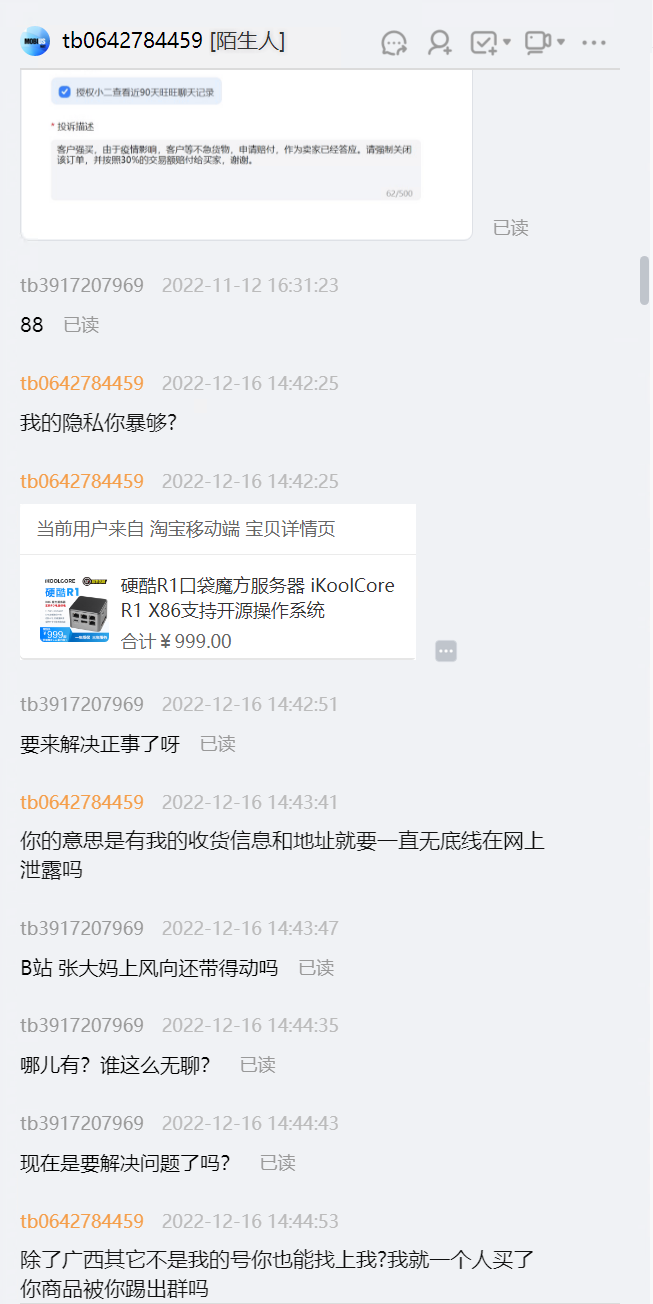 tb0642784459 [陌生人]
授权小二查看近90天旺旺聊天记录
* 投诉描述
客户强买，由于疫情影响，客户等不急货物，申请赔付，作为卖家已经答应。请强制关闭
该订单，并按照30%的交易额赔付给买家，谢谢。
62/500
已读
tb3917207969 2022-11-12 16:31:23
88 已读
tb0642784459 2022-12-16 14:42:25
我的隐私你暴够?
tb0642784459 2022-12-16 14:42:25
当前用户来自 淘宝移动端 宝贝详情页
硬酷R1
999
硬酷R1口袋魔方服务器 iKoolCore
R1 X86支持开源操作系统
合计 ¥ 999.00
tb3917207969 2022-12-16 14:42:51
要来解决正事了呀 已读
tb0642784459 2022-12-16 14:43:41
你的意思是有我的收货信息和地址就要一直无底线在网上
泄露吗
tb3917207969 2022-12-16 14:43:47
B站 张大妈上风向还带得动吗 已读
tb3917207969 2022-12-16 14:44:35
哪儿有？谁这么无聊？ 已读
tb3917207969 2022-12-16 14:44:43
现在是要解决问题了吗？ 已读
tb0642784459 2022-12-16 14:44:53
除了广西其它不是我的号你也能找上我?我就一个人买了
你商品被你踢出群吗